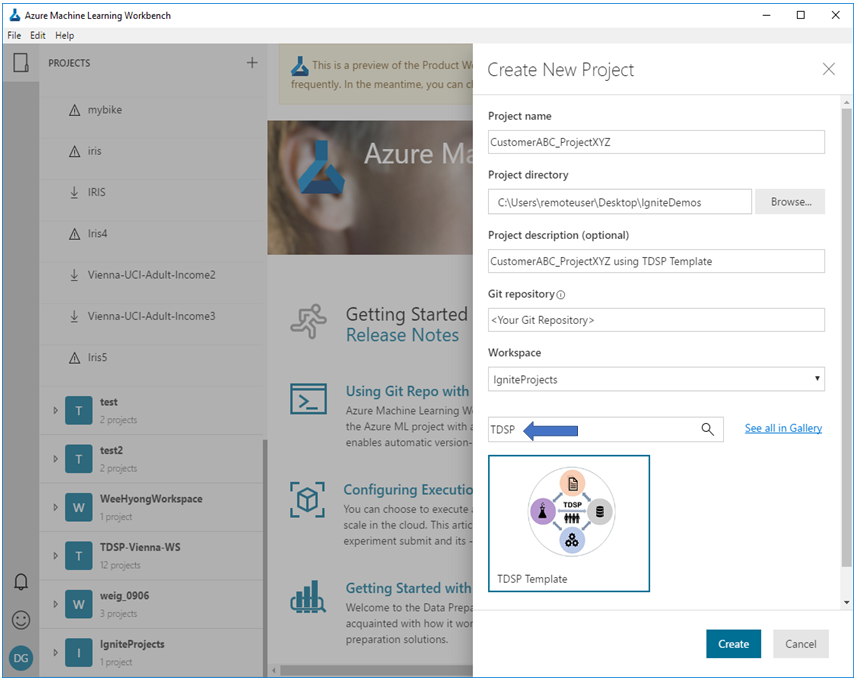 Azure Machine Learning Workbench
File Edit Help
PROJECTS
mybike
iris
IRIS
Iris4
Vienna-UCI-Adult-Income2
Vienna-UCI-Adult-Income3
Iris5
T
test
2 projects
T
test2
2 projects
W
WeeHyongWorkspace
1 project
T
TDSP-Vienna-WS
12 projects
W
weig_0906
3 projects
I
IgniteProjects
1 project
DG
This is a preview of the Product W
frequently. In the meantime, you can cl
Azure Ma
Getting Started
Release Notes
Using Git Repo with
Azure Machine Learning W
the Azure ML project with a
enables automatic version-
Configuring Executio
You can choose to execute a
scale in the cloud. This artic
experiment submit and its -
Getting Started with
Welcome to the Data Prepa
acquainted with how it wor
preparation solutions.
Create New Project
Project name
CustomerABC_ProjectXYZ
Project directory
C:\Users\remoteuser\Desktop\IgniteDemos
Browse...
Project description (optional)
CustomerABC_ProjectXYZ using TDSP Template
Git repository
<Your Git Repository>
Workspace
IgniteProjects
TDSP
See all in Gallery
TDSP
TDSP Template
Create
Cancel